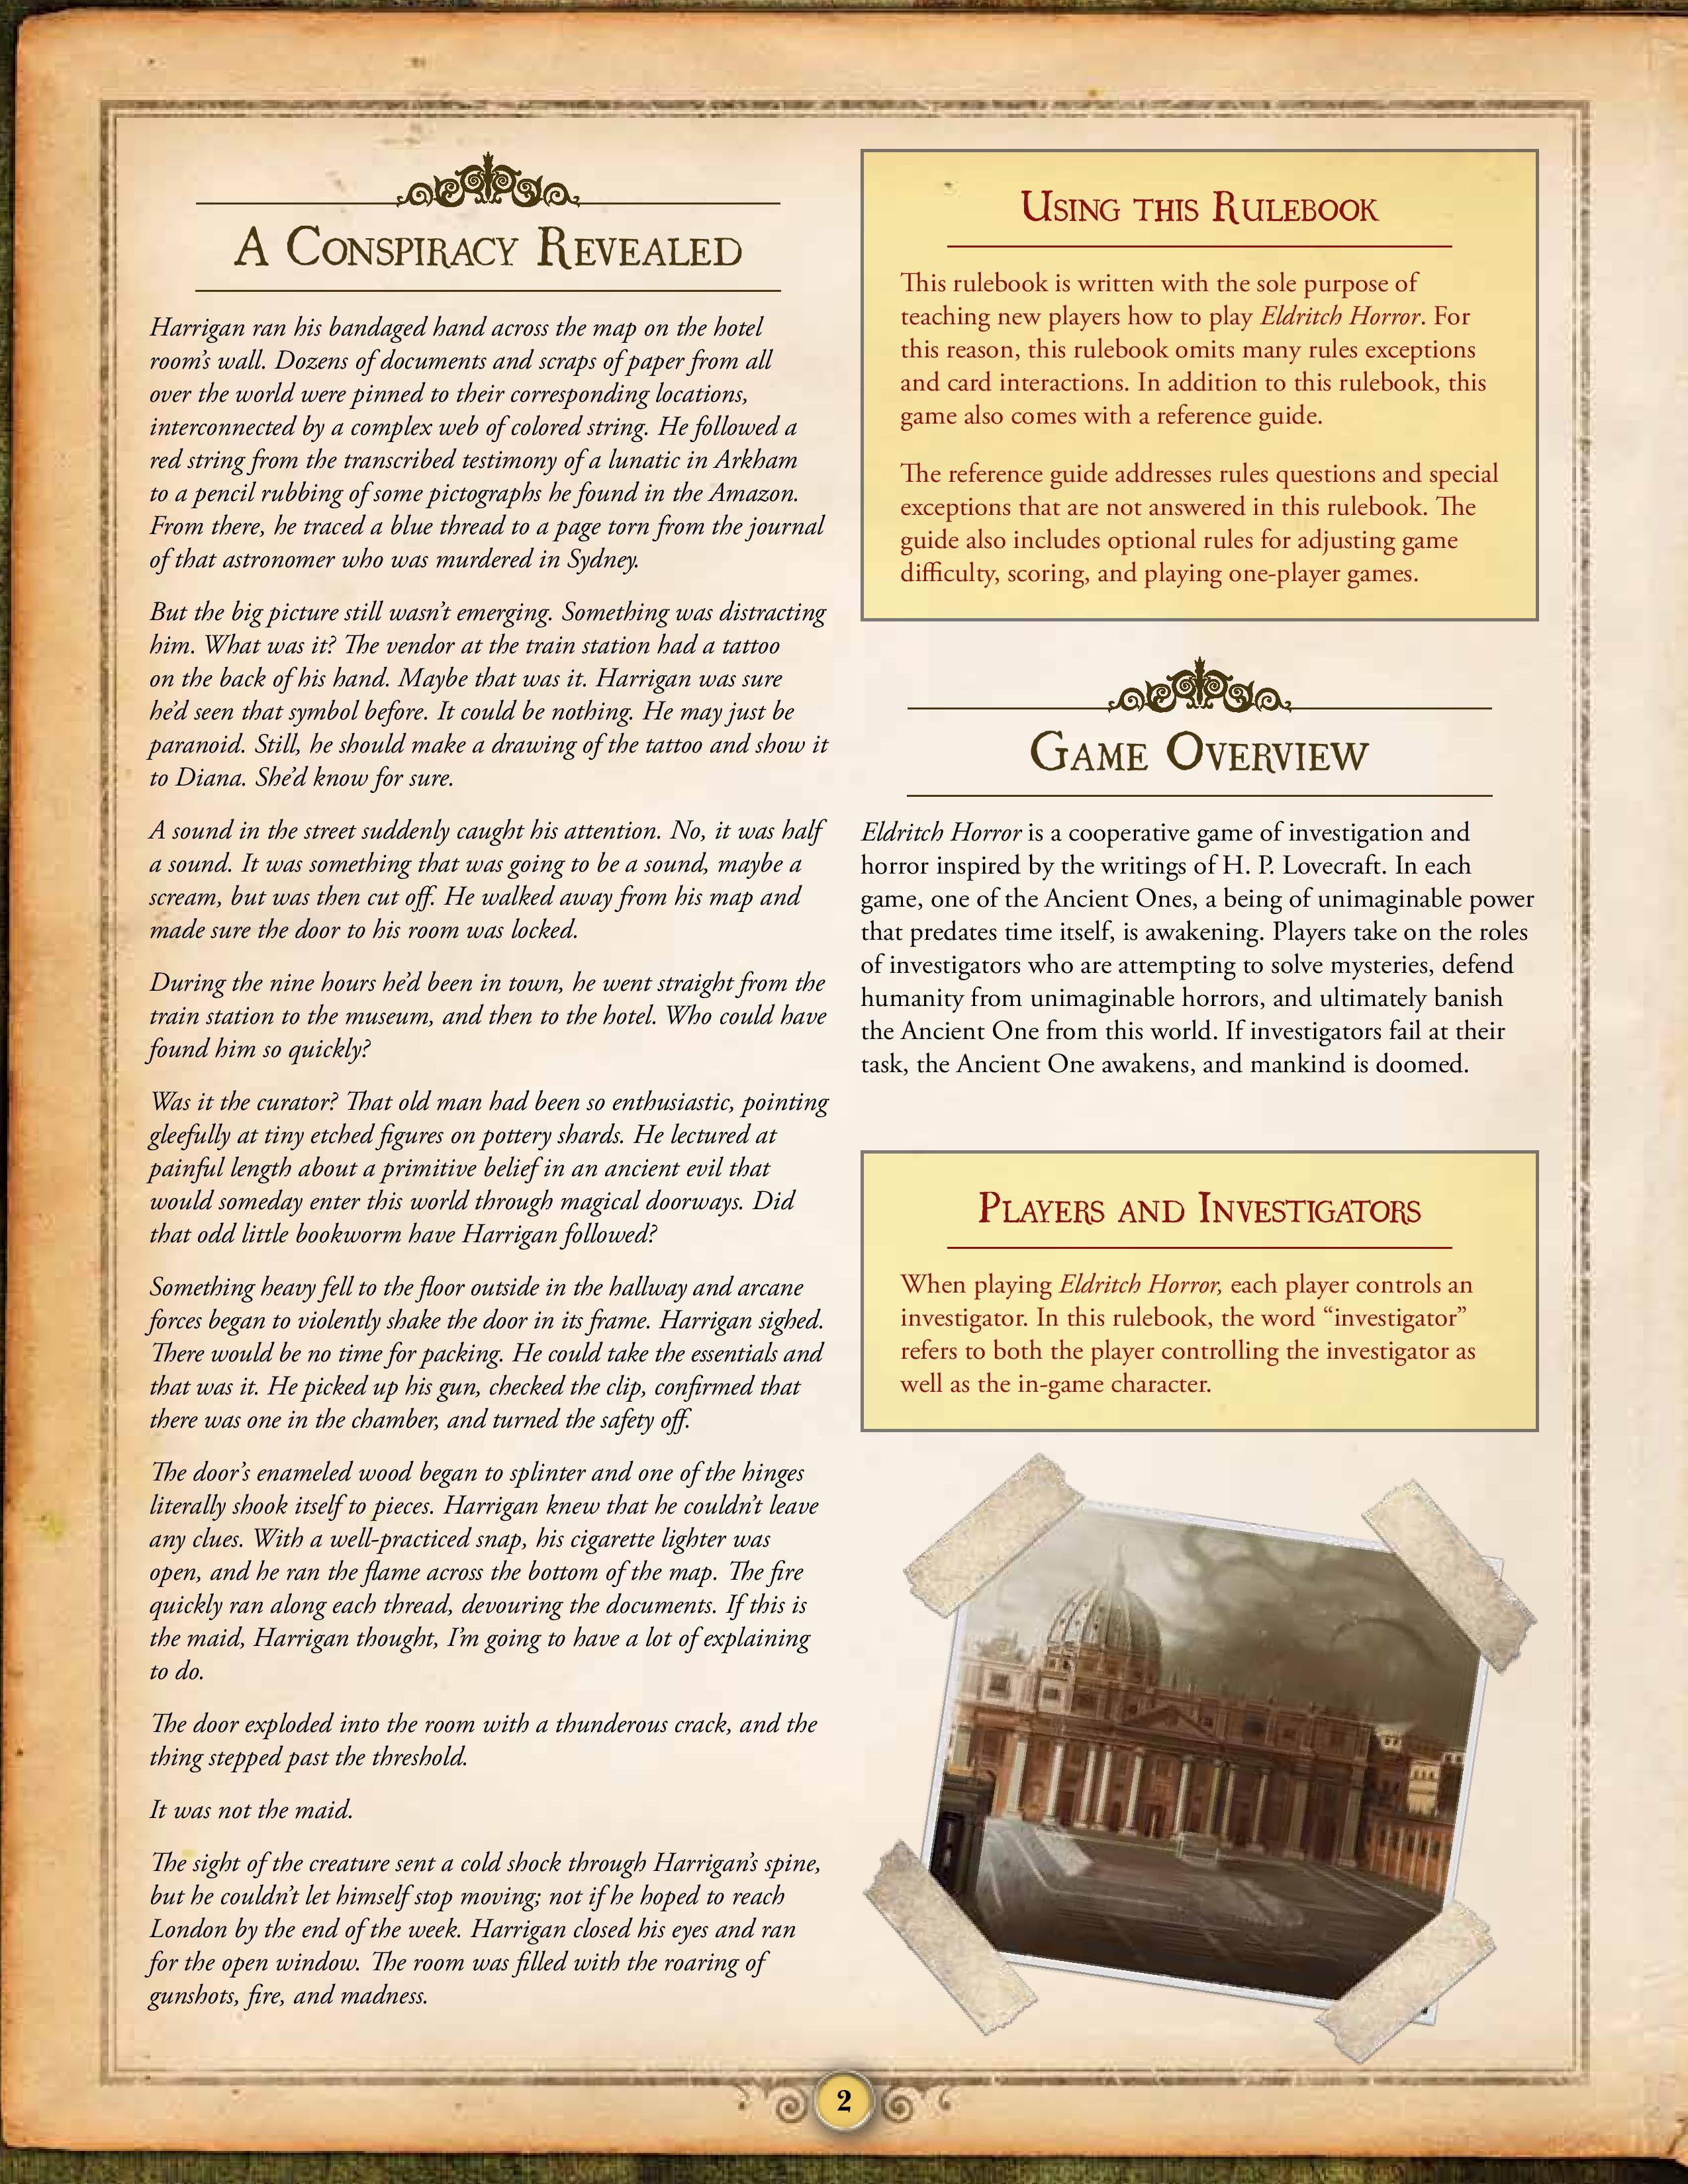 A Conspiracy Revealed
Harrigan ran his bandaged hand across the map on the hotel
room's wall. Dozens of documents and scraps of paper from all
over the world were pinned to their corresponding locations,
interconnected by a complex web of colored string. He followed a
red string from the transcribed testimony of a lunatic in Arkham
to a pencil rubbing of some pictographs he found in the Amazon.
From there, he traced a blue thread to a page torn from the journal
of that astronomer who was murdered in Sydney.
But the big picture still wasn't emerging. Something was distracting
him. What was it? The vendor at the train station had a tattoo
on the back of his hand. Maybe that was it. Harrigan was sure
he'd seen that symbol before. It could be nothing. He may just be
paranoid. Still, he should make a drawing of the tattoo and show it
to Diana. She'd know for sure.
A sound in the street suddenly caught his attention. No, it was half
a sound. It was something that was going to be a sound, maybe a
scream, but was then cut off. He walked away from his map and
made sure the door to his room was locked.
During the nine hours he'd been in town, he went straight from the
train station to the museum, and then to the hotel. Who could have
found him so quickly?
Was it the curator? That old man had been so enthusiastic, pointing
gleefully at tiny etched figures on pottery shards. He lectured at
painful length about a primitive belief in an ancient evil that
would someday enter this world through magical doorways. Did
that odd little bookworm have Harrigan followed?
Something heavy fell to the floor outside in the hallway and arcane
forces began to violently shake the door in its frame. Harrigan sighed.
There would be no time for packing. He could take the essentials and
that was it. He picked up his gun, checked the clip, confirmed that
there was one in the chamber, and turned the safety off.
The door's enameled wood began to splinter and one of the hinges
literally shook itself to pieces. Harrigan knew that he couldn't leave
any clues. With a well-practiced snap, his cigarette lighter was
open, and he ran the flame across the bottom of the map. The fire
quickly ran along each thread, devouring the documents. If this is
the maid, Harrigan thought, I'm going to have a lot of explaining
to do.
The door exploded into the room with a thunderous crack, and the
thing stepped past the threshold.
It was not the maid.
The sight of the creature sent a cold shock through Harrigan's spine,
but he couldn't let himself stop moving; not if he hoped to reach
London by the end of the week. Harrigan closed his eyes and ran
for the open window. The room was filled with the roaring of
gunshots, fire, and madness.
Using this Rulebook
This rulebook is written with the sole purpose of
teaching new players how to play Eldritch Horror. For
this reason, this rulebook omits many rules exceptions
and card interactions. In addition to this rulebook, this
game also comes with a reference guide.
The reference guide addresses rules questions and special
exceptions that are not answered in this rulebook. The
guide also includes optional rules for adjusting game
difficulty, scoring, and playing one-player games.
Game Overview
Eldritch Horror is a cooperative game of investigation and
horror inspired by the writings of H. P. Lovecraft. In each
game, one of the Ancient Ones, a being of unimaginable power
that predates time itself, is awakening. Players take on the roles
of investigators who are attempting to solve mysteries, defend
humanity from unimaginable horrors, and ultimately banish
the Ancient One from this world. If investigators fail at their
task, the Ancient One awakens, and mankind is doomed.
Players and Investigators
When playing Eldritch Horror, each player controls an
investigator. In this rulebook, the word “investigator”
refers to both the player controlling the investigator as
well as the in-game character.
2